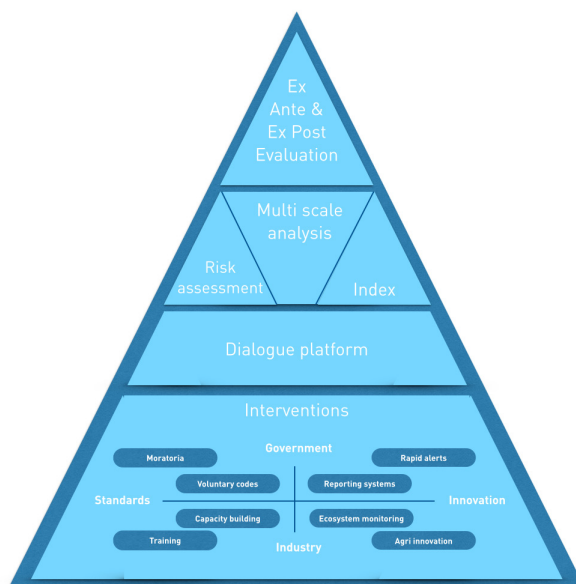 Ex
Ante &
Ex Post
Evaluation
Multi scale
analysis
Risk
assessment
Index
Dialogue platform
Interventions
Government
Moratoria
Rapid alerts
Voluntary codes
Reporting systems
Standards
Innovation
Capacity building
Ecosystem monitoring
Training
Industry
Agri innovation